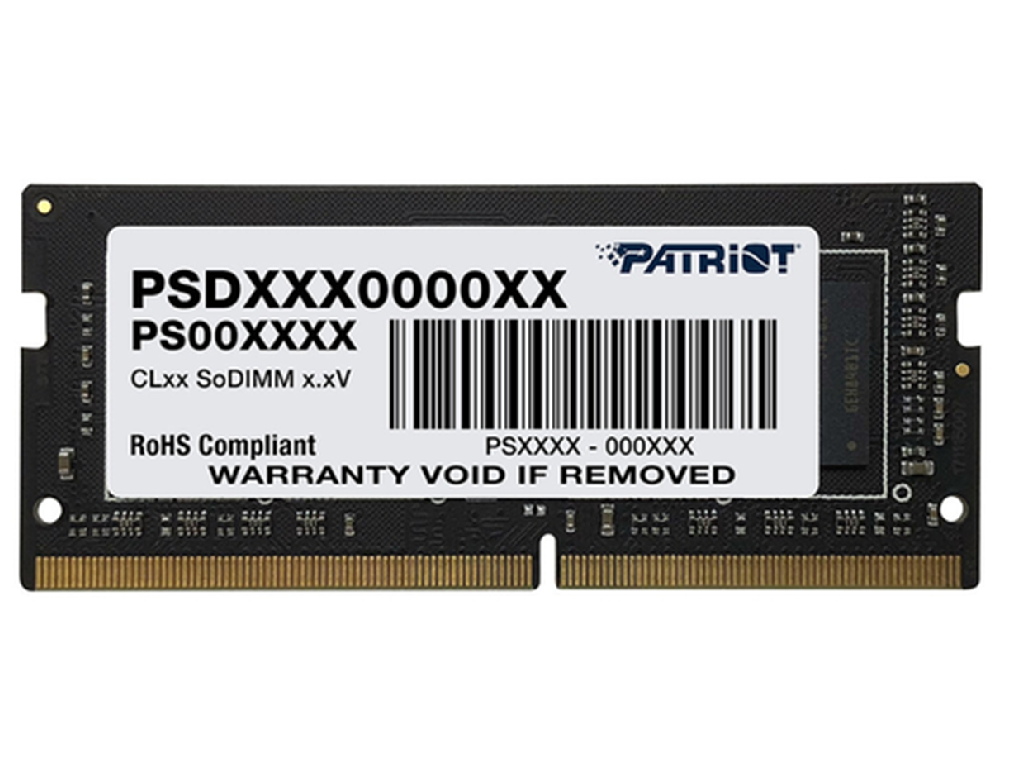 PATRIOT
PSDXXX0000XX
PS00XXXX
CLxx SoDIMM x.xV
RoHS Compliant
PSXXXX - 000XXX
WARRANTY VOID IF REMOVED